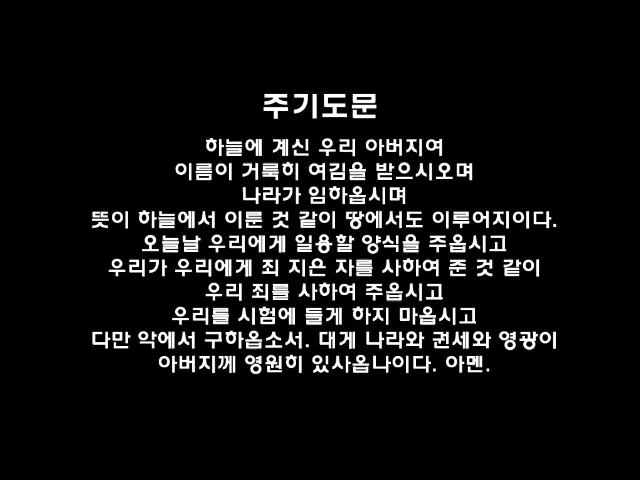 주기도문
하늘에 계신 우리 아버지여
이름이 거룩히 여김을 받으시오며
나라가 임하옵시며
뜻이 하늘에서 이룬 것 같이 땅에서도 이루어지이다.
오늘날 우리에게 일용할 양식을 주옵시고
우리가 우리에게 죄 지은 자를 사하여 준 것 같이
우리 죄를 사하여 주옵시고
우리를 시험에 들게 하지 마옵시고
다만 악에서 구하옵소서. 대게 나라와 권세와 영광이
아버지께 영원히 있사옵나이다. 아멘.